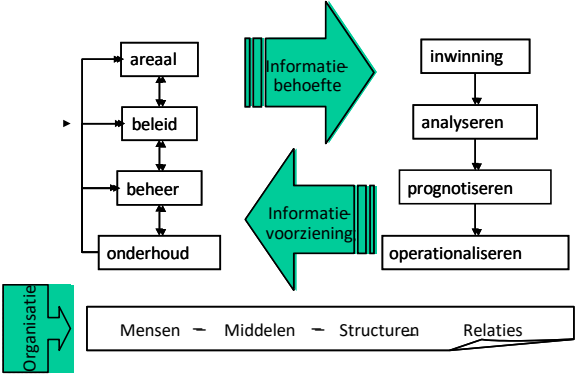 areaal
beleid
beheer
onderhoud
Informatie-
behoefte
Informatie-
voorziening
inwinning
analyseren
prognotiseren
operationaliseren
Organisatie
Mensen – Middelen – Structuren Relaties